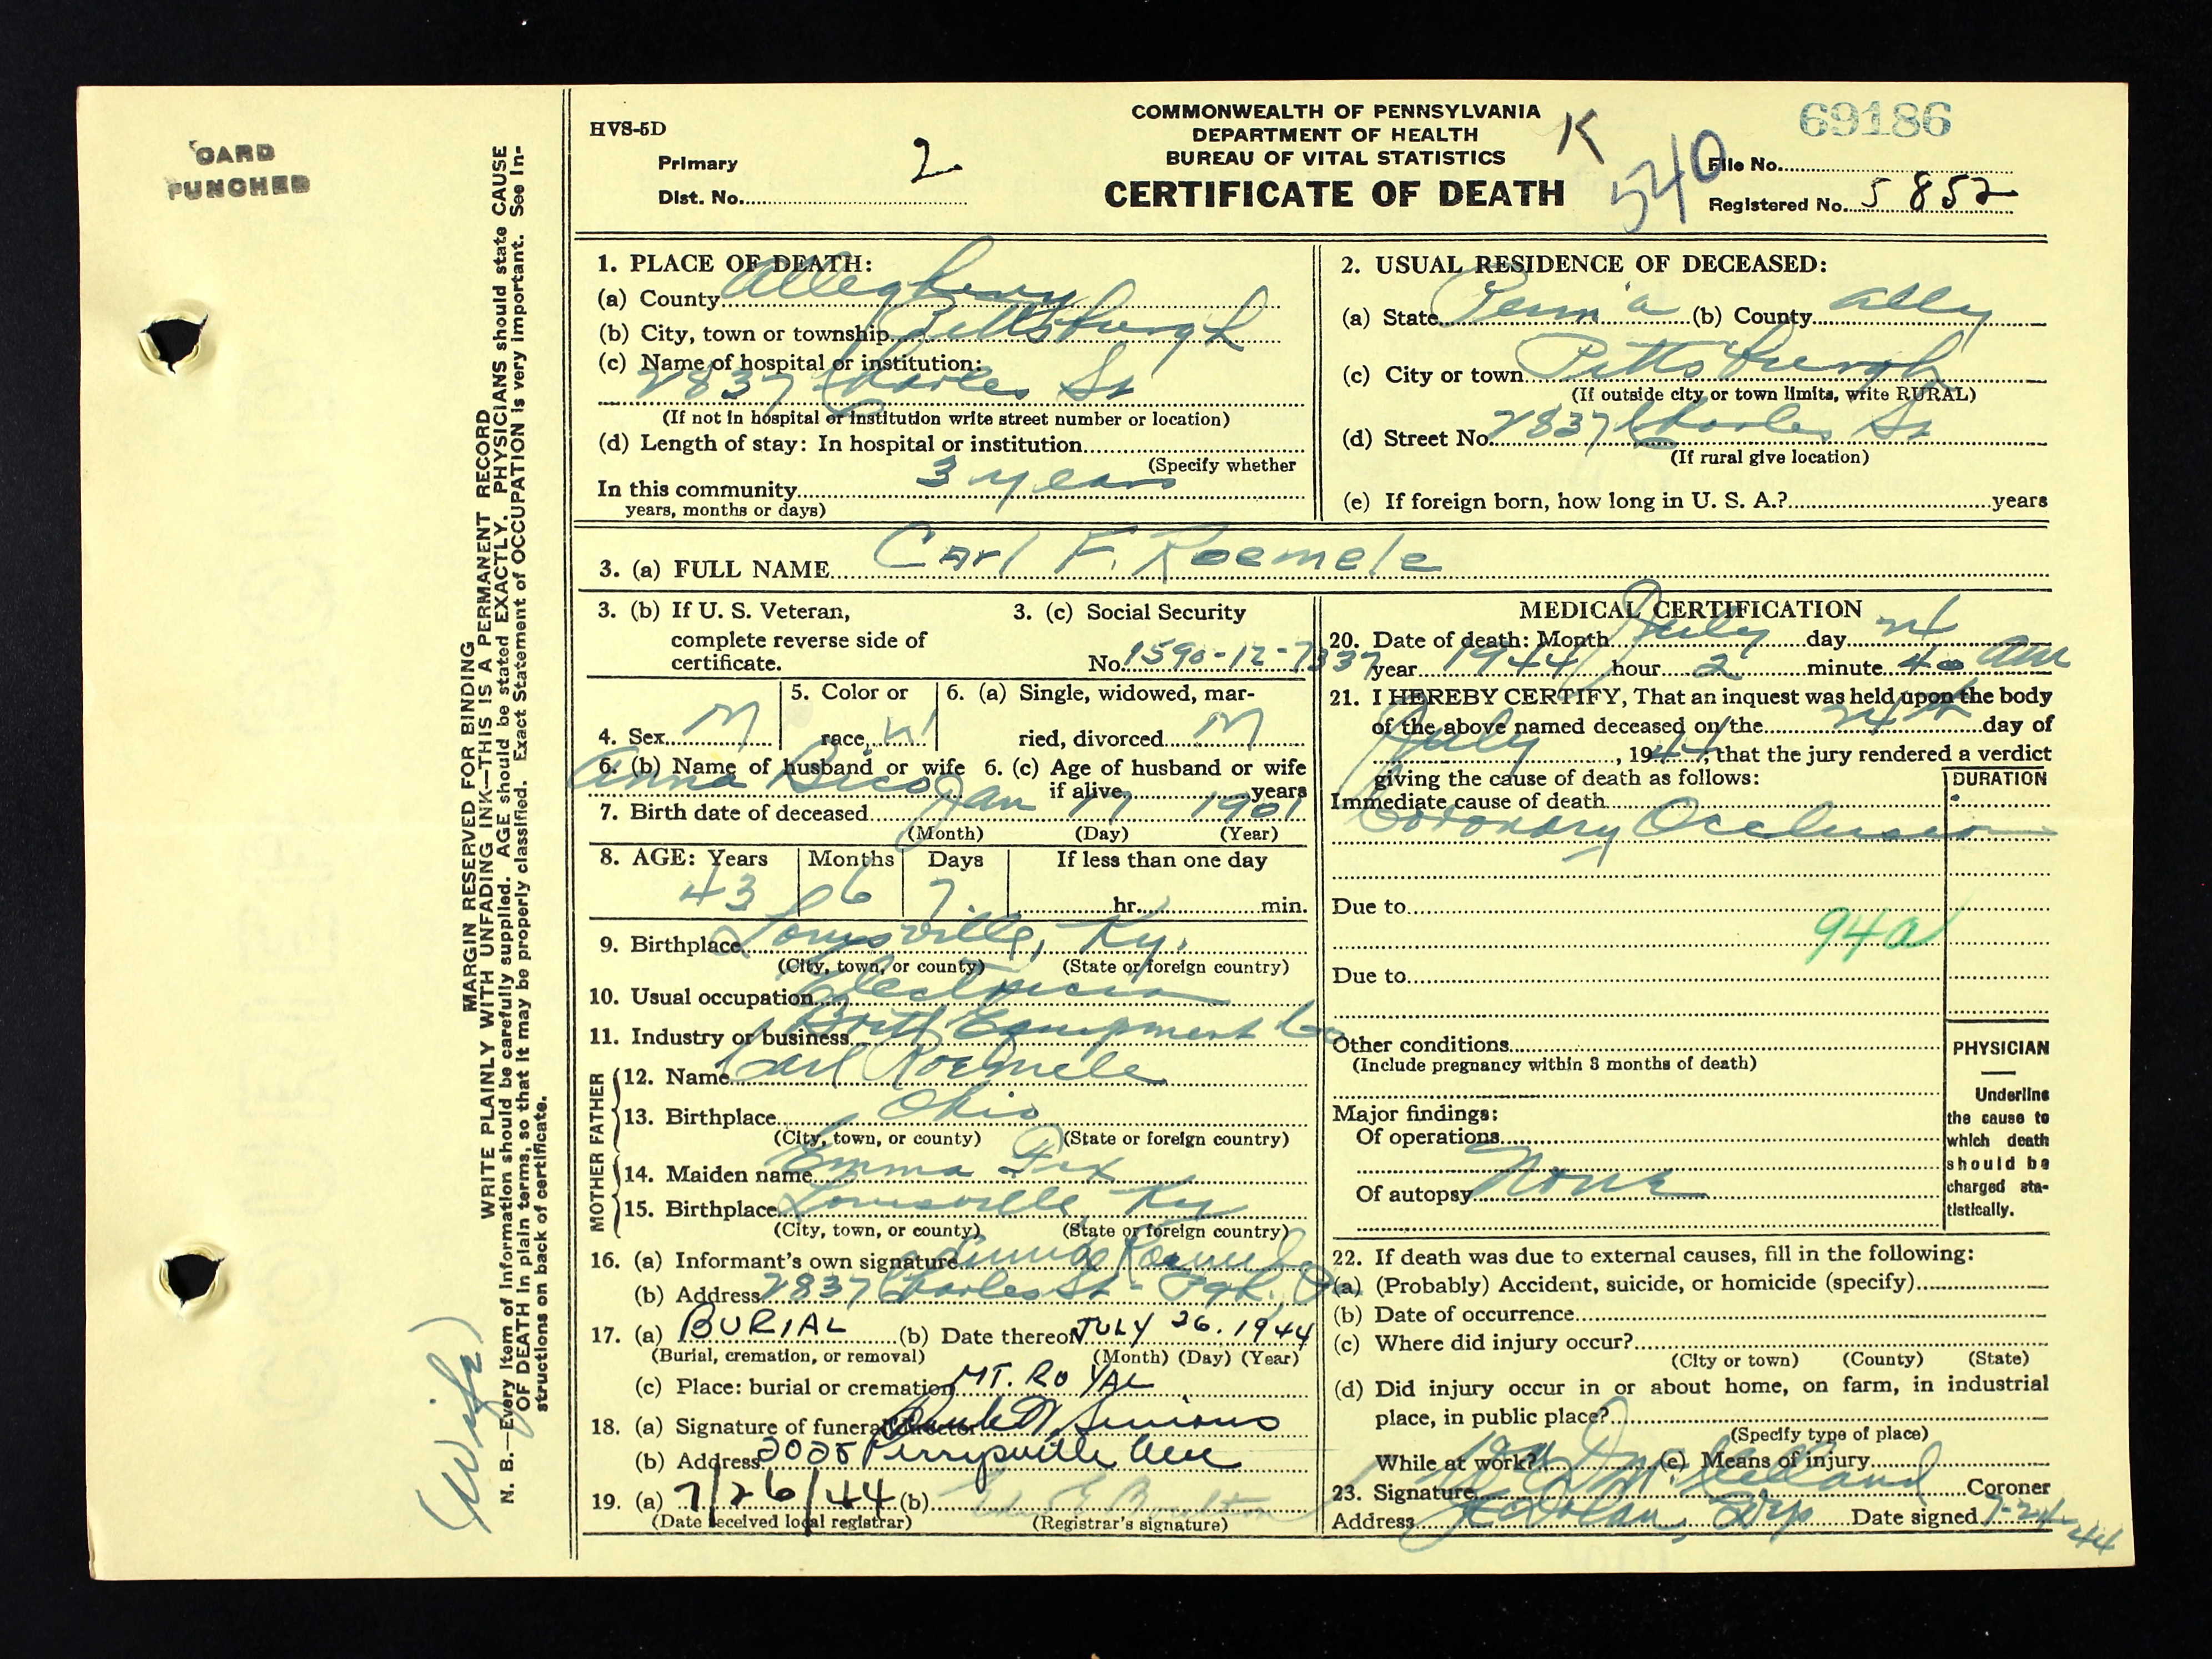 CARD
PUNCHED
HVS-5D
Primary
Dist. No. 2
COMMONWEALTH OF PENNSYLVANIA
DEPARTMENT OF HEALTH
BUREAU OF VITAL STATISTICS
CERTIFICATE OF DEATH
K
540
69186
File No.
Registered No. 5852
MARGIN RESERVED FOR BINDING
WRITE PLAINLY WITH UNFADING INK—THIS IS A PERMANENT RECORD
N. B.—Every item of information should be carefully supplied. AGE should be stated EXACTLY. PHYSICIANS should state CAUSE
OF DEATH in plain terms, so that it may be properly classified. Exact Statement of OCCUPATION is very important. See In-
structions on back of certificate.
(Wife)
1. PLACE OF DEATH:
(a) County Allegheny
(b) City, town or township Pittsburgh
(c) Name of hospital or institution:
2837 Charles St
(If not in hospital or institution write street number or location)
(d) Length of stay: In hospital or institution
(Specify whether
In this community 3 years
years, months or days)
2. USUAL RESIDENCE OF DECEASED:
(a) State Penn'a (b) County Ally
(c) City or town Pittsburgh
(If outside city or town limits, write RURAL)
(d) Street No. 2837 Charles St
(If rural give location)
(e) If foreign born, how long in U. S. A.? years
3. (a) FULL NAME Carl F. Roemele
3. (b) If U. S. Veteran,
complete reverse side of
certificate.
3. (c) Social Security
No. 1590-12-7337
4. Sex M
5. Color or
race W
6. (a) Single, widowed, mar-
ried, divorced M
6. (b) Name of husband or wife
Anna
6. (c) Age of husband or wife
if alive years
7. Birth date of deceased Jan 17 1901
(Month) (Day) (Year)
8. AGE: Years Months Days If less than one day
43 6 7 hr. min.
9. Birthplace Louisville, Ky.
(City, town, or county) (State or foreign country)
10. Usual occupation Electrician
11. Industry or business Equipment Co
FATHER
12. Name Carl Roemele
13. Birthplace Ohio
(City, town, or county) (State or foreign country)
MOTHER
14. Maiden name Emma Fix
15. Birthplace Louisville Ky
(City, town, or county) (State or foreign country)
16. (a) Informant's own signature
(b) Address 2837 Charles St - Pgh.
17. (a) BURIAL (b) Date thereof JULY 26. 1944
(Burial, cremation, or removal) (Month) (Day) (Year)
(c) Place: burial or cremation MT. ROYAL
18. (a) Signature of funeral director
(b) Address Perrysville Ave
19. (a) 7/26/44 (b)
(Date received local registrar) (Registrar's signature)
MEDICAL CERTIFICATION
20. Date of death: Month July day 24
year 1944 hour 2 minute 40 am
21. I HEREBY CERTIFY, That an inquest was held upon the body
of the above named deceased on the 24th day of
July, 1944, that the jury rendered a verdict
giving the cause of death as follows: DURATION
Immediate cause of death
Coronary Occlusion
Due to
94a
Due to
Other conditions
(Include pregnancy within 3 months of death)
Major findings:
Of operations
Of autopsy None
PHYSICIAN
Underline
the cause to
which death
should be
charged sta-
tistically.
22. If death was due to external causes, fill in the following:
(a) (Probably) Accident, suicide, or homicide (specify)
(b) Date of occurrence
(c) Where did injury occur?
(City or town) (County) (State)
(d) Did injury occur in or about home, on farm, in industrial
place, in public place?
(Specify type of place)
While at work? (e) Means of injury
23. Signature Wm D McClelland Coroner
Address Date signed 7-24-44